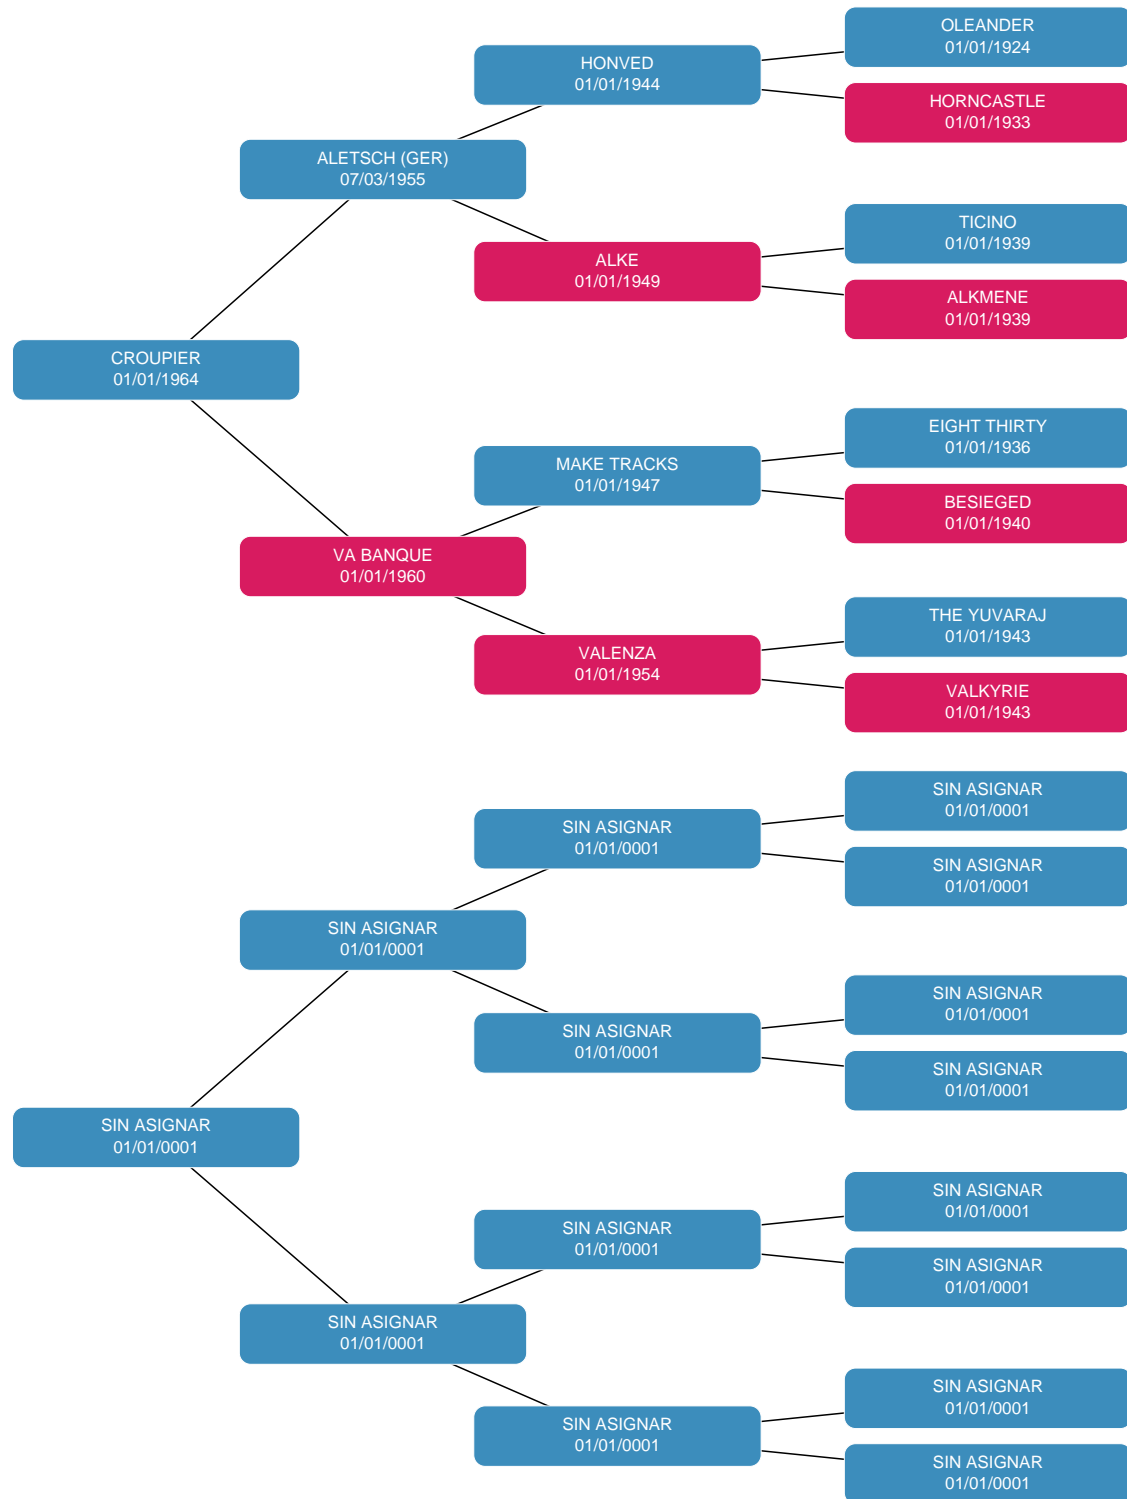 OLEANDER
01/01/1924
HONVED
01/01/1944
HORNCASTLE
01/01/1933
ALETSCH (GER)
07/03/1955
TICINO
01/01/1939
ALKE
01/01/1949
ALKMENE
01/01/1939
CROUPIER
01/01/1964
EIGHT THIRTY
01/01/1936
MAKE TRACKS
01/01/1947
BESIEGED
01/01/1940
VA BANQUE
01/01/1960
THE YUVARAJ
01/01/1943
VALENZA
01/01/1954
VALKYRIE
01/01/1943
SIN ASIGNAR
01/01/0001
SIN ASIGNAR
01/01/0001
SIN ASIGNAR
01/01/0001
SIN ASIGNAR
01/01/0001
SIN ASIGNAR
01/01/0001
SIN ASIGNAR
01/01/0001
SIN ASIGNAR
01/01/0001
SIN ASIGNAR
01/01/0001
SIN ASIGNAR
01/01/0001
SIN ASIGNAR
01/01/0001
SIN ASIGNAR
01/01/0001
SIN ASIGNAR
01/01/0001
SIN ASIGNAR
01/01/0001
SIN ASIGNAR
01/01/0001
SIN ASIGNAR
01/01/0001